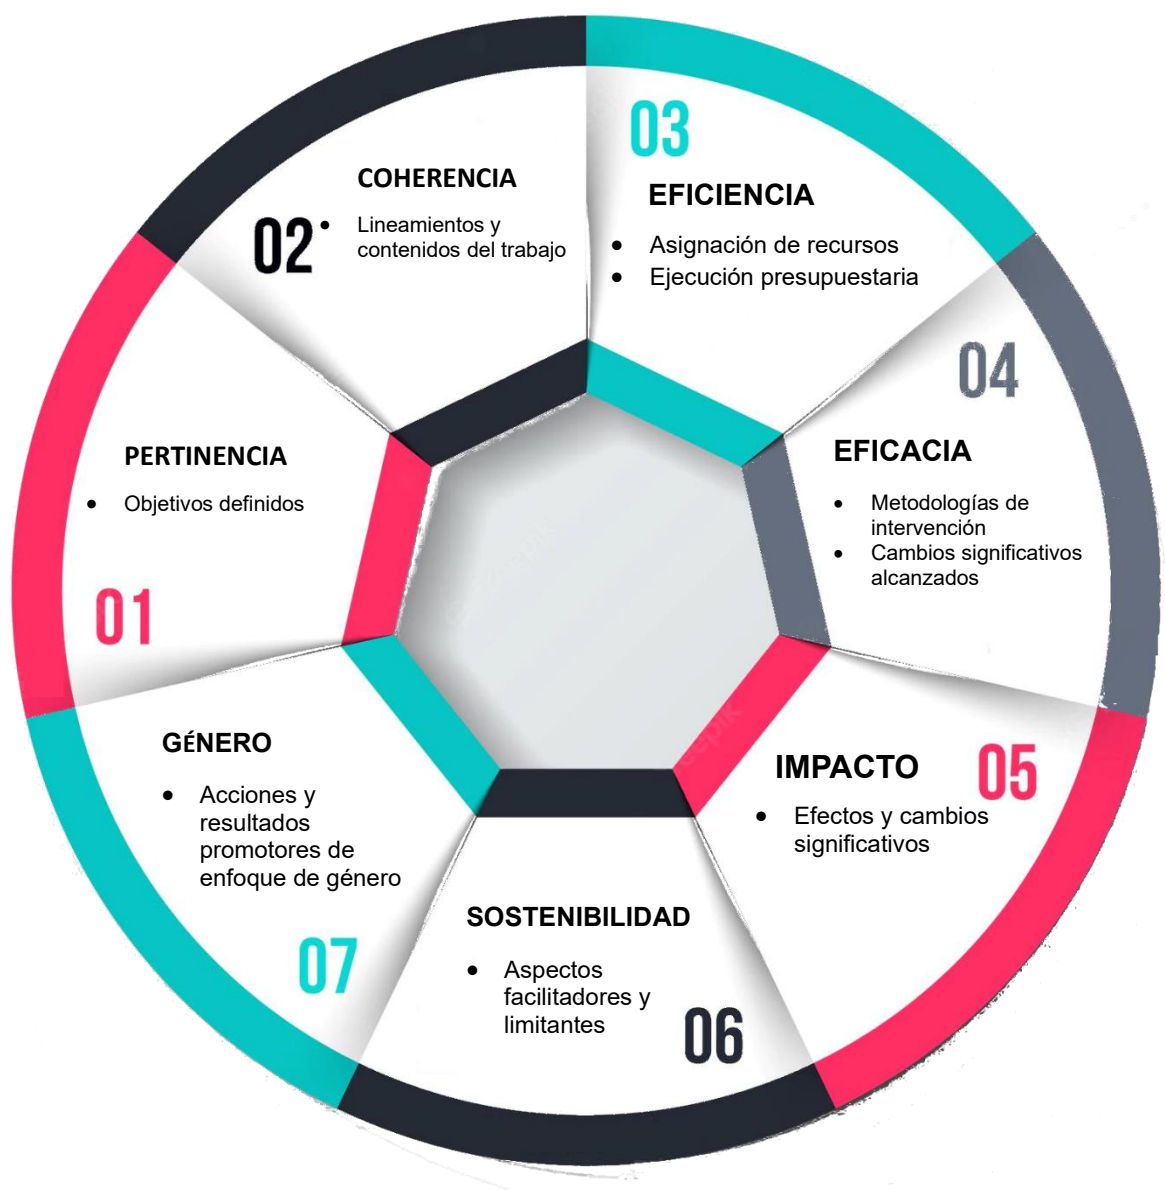 01
PERTINENCIA
• Objetivos definidos
02
COHERENCIA
• Lineamientos y
contenidos del trabajo
03
EFICIENCIA
• Asignación de recursos
• Ejecución presupuestaria
04
EFICACIA
• Metodologías de
intervención
• Cambios significativos
alcanzados
05
IMPACTO
• Efectos y cambios
significativos
06
SOSTENIBILIDAD
• Aspectos
facilitadores y
limitantes
07
GÉNERO
• Acciones y
resultados
promotores de
enfoque de género